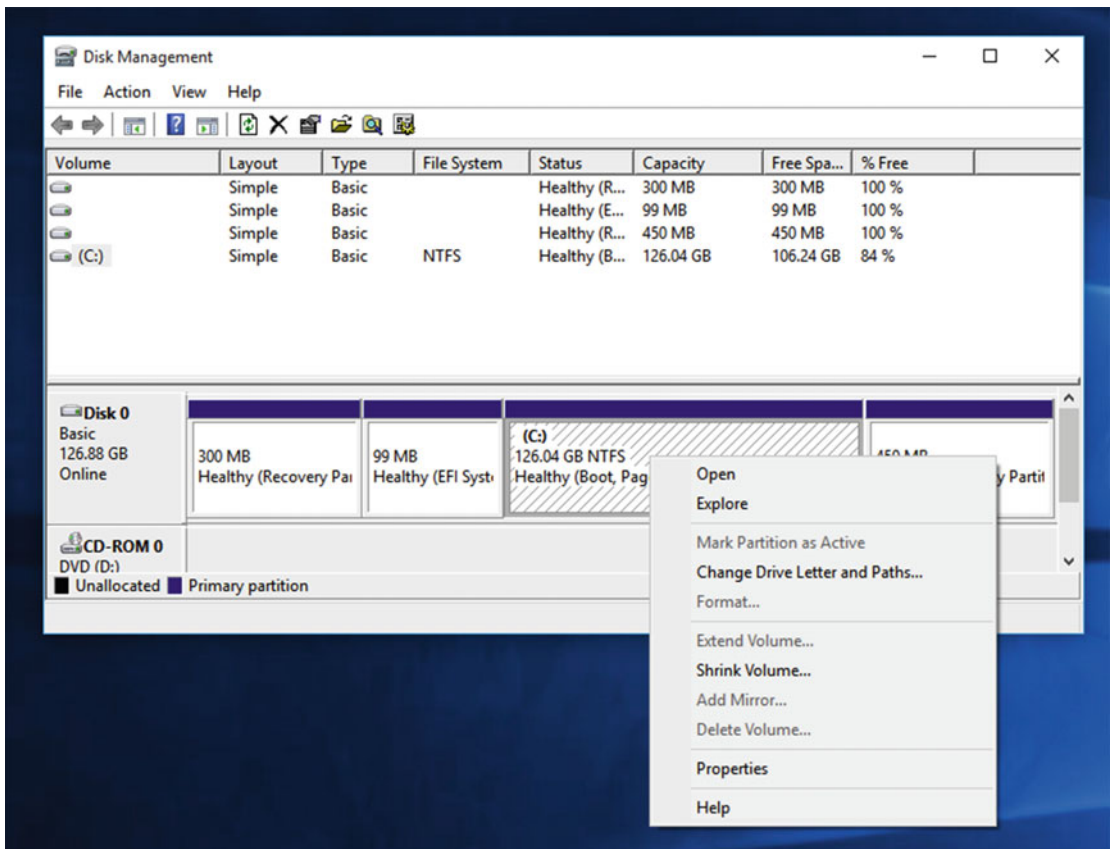 Disk Management
File Action View Help
Volume Layout Type File System Status Capacity Free Spa... % Free
Simple Basic Healthy (R... 300 MB 300 MB 100 %
Simple Basic Healthy (E... 99 MB 99 MB 100 %
Simple Basic Healthy (R... 450 MB 450 MB 100 %
(C:) Simple Basic NTFS Healthy (B... 126.04 GB 106.24 GB 84 %
Disk 0
Basic
126.88 GB
Online
300 MB
Healthy (Recovery Par
99 MB
Healthy (EFI Syst
(C:)
126.04 GB NTFS
Healthy (Boot, Pag
450 MB
y Partit
CD-ROM 0
DVD (D:)
Unallocated Primary partition
Open
Explore
Mark Partition as Active
Change Drive Letter and Paths...
Format...
Extend Volume...
Shrink Volume...
Add Mirror...
Delete Volume...
Properties
Help